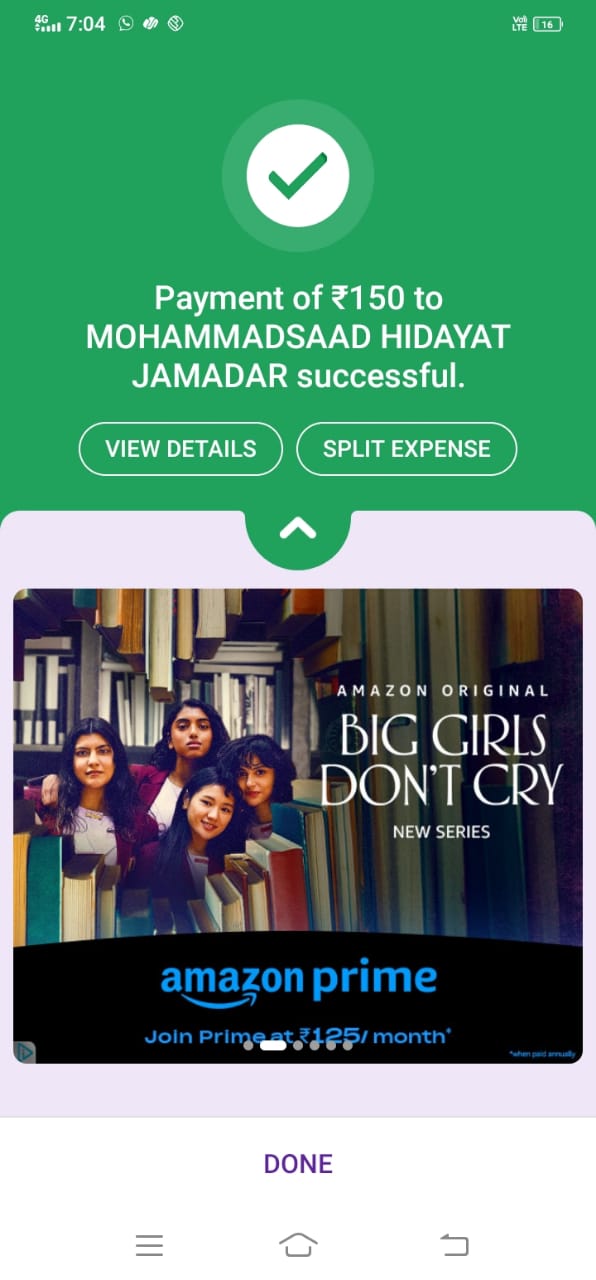 4G 7:04 Vo)) LTE 16
Payment of ₹150 to
MOHAMMADSAAD HIDAYAT
JAMADAR successful.
VIEW DETAILS SPLIT EXPENSE
AMAZON ORIGINAL
BIG GIRLS
DON'T CRY
NEW SERIES
amazon prime
Join Prime at ₹125/ month*
*when paid annually
DONE